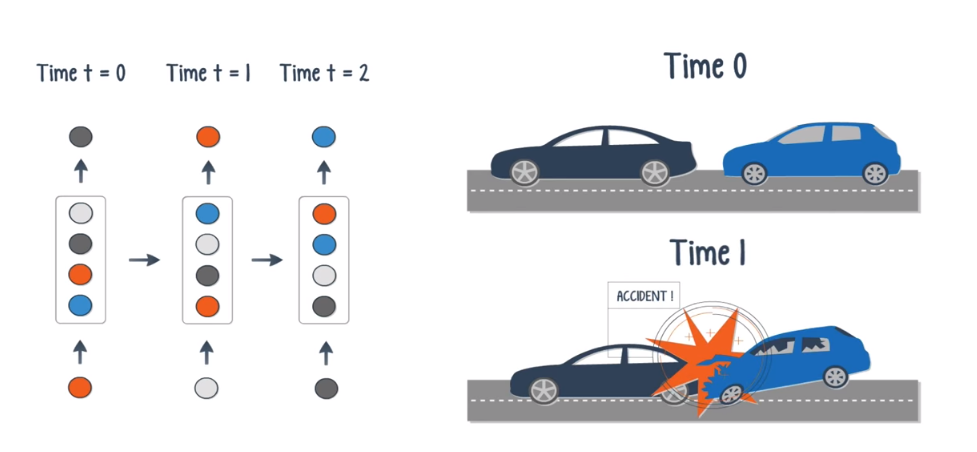 Time t = 0
Time t = 1
Time t = 2
Time 0
Time 1
ACCIDENT !